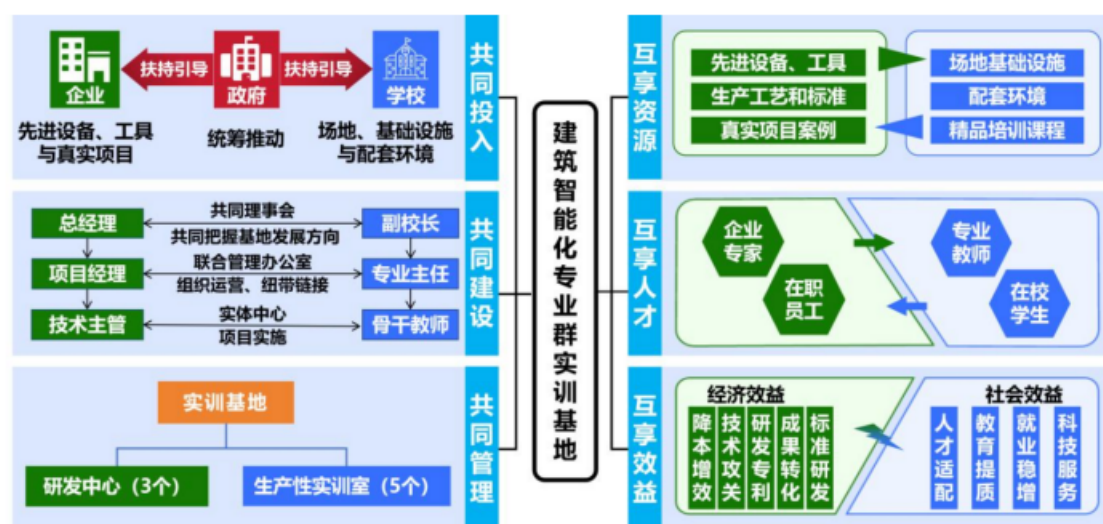 扶持引导
扶持引导
企业
政府
学校
先进设备、工具
与真实项目
统筹推动
场地、基础设施
与配套环境
共同投入
总经理
共同理事会
共同把握基地发展方向
副校长
项目经理
联合管理办公室
组织运营、纽带链接
专业主任
技术主管
实体中心
项目实施
骨干教师
共同建设
实训基地
研发中心（3个）
生产性实训室（5个）
共同管理
建筑智能化专业群实训基地
互享资源
先进设备、工具
生产工艺和标准
真实项目案例
场地基础设施
配套环境
精品培训课程
互享人才
企业
专家
在职
员工
专业
教师
在校
学生
互享效益
经济效益
降本增效
技术攻关
研发专利
成果转化
标准研发
社会效益
人才适配
教育提质
就业稳增
科技服务